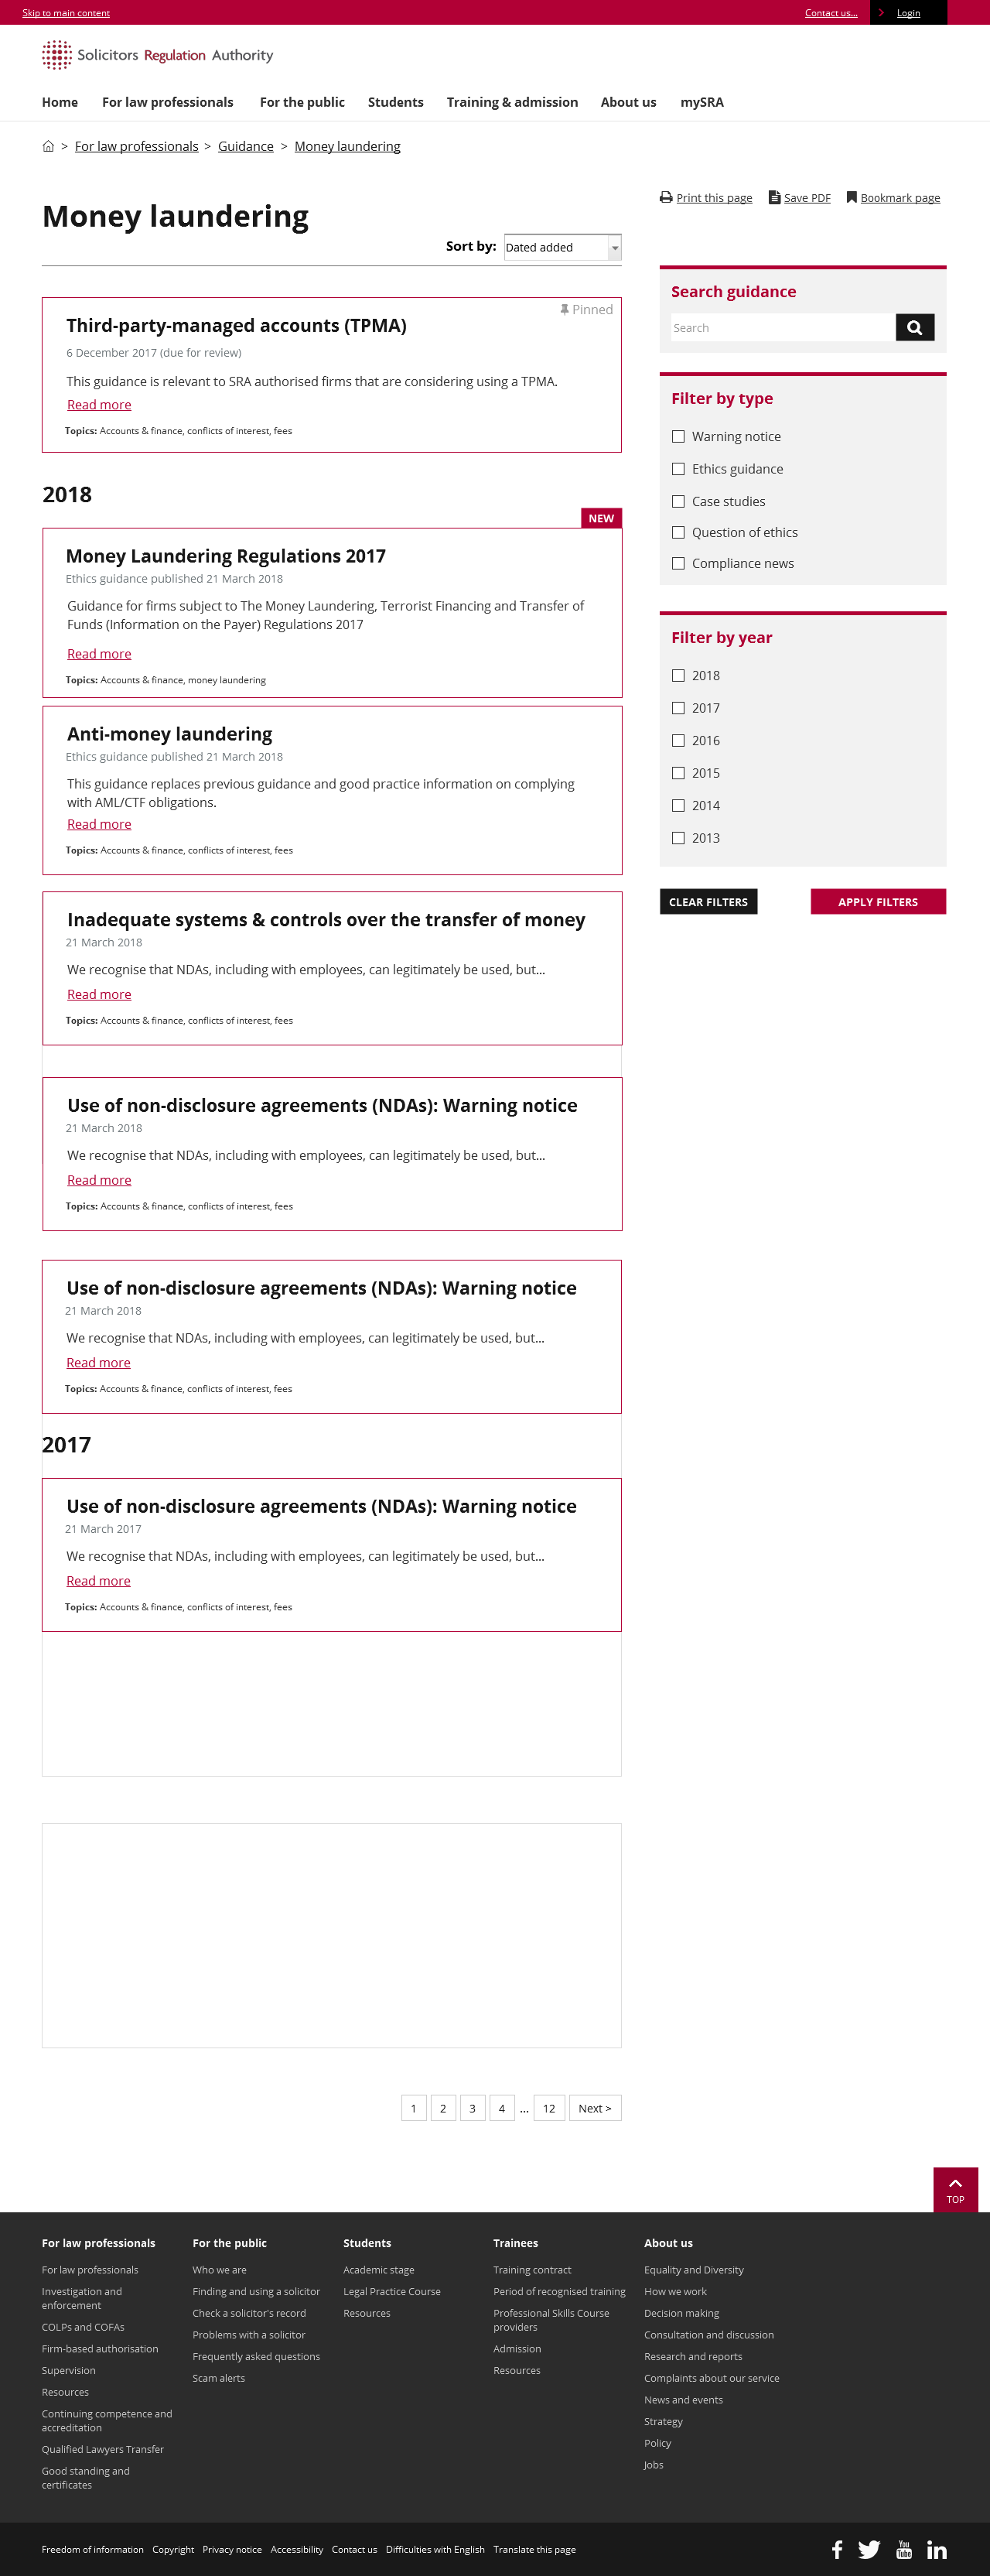 Skip to main content
Contact us...
Login
Solicitors Regulation Authority
Home For law professionals For the public Students Training & admission About us mySRA
> For law professionals > Guidance > Money laundering
Print this page Save PDF Bookmark page
Money laundering
Sort by: Dated added
Pinned
Third-party-managed accounts (TPMA)
6 December 2017 (due for review)
This guidance is relevant to SRA authorised firms that are considering using a TPMA.
Read more
Topics: Accounts & finance, conflicts of interest, fees
2018
NEW
Money Laundering Regulations 2017
Ethics guidance published 21 March 2018
Guidance for firms subject to The Money Laundering, Terrorist Financing and Transfer of
Funds (Information on the Payer) Regulations 2017
Read more
Topics: Accounts & finance, money laundering
Anti-money laundering
Ethics guidance published 21 March 2018
This guidance replaces previous guidance and good practice information on complying
with AML/CTF obligations.
Read more
Topics: Accounts & finance, conflicts of interest, fees
Inadequate systems & controls over the transfer of money
21 March 2018
We recognise that NDAs, including with employees, can legitimately be used, but...
Read more
Topics: Accounts & finance, conflicts of interest, fees
Use of non-disclosure agreements (NDAs): Warning notice
21 March 2018
We recognise that NDAs, including with employees, can legitimately be used, but...
Read more
Topics: Accounts & finance, conflicts of interest, fees
Use of non-disclosure agreements (NDAs): Warning notice
21 March 2018
We recognise that NDAs, including with employees, can legitimately be used, but...
Read more
Topics: Accounts & finance, conflicts of interest, fees
2017
Use of non-disclosure agreements (NDAs): Warning notice
21 March 2017
We recognise that NDAs, including with employees, can legitimately be used, but...
Read more
Topics: Accounts & finance, conflicts of interest, fees
1 2 3 4 ... 12 Next >
Search guidance
Search
Filter by type
Warning notice
Ethics guidance
Case studies
Question of ethics
Compliance news
Filter by year
2018
2017
2016
2015
2014
2013
CLEAR FILTERS APPLY FILTERS
TOP
For law professionals
For law professionals
Investigation and
enforcement
COLPs and COFAs
Firm-based authorisation
Supervision
Resources
Continuing competence and
accreditation
Qualified Lawyers Transfer
Good standing and
certificates
For the public
Who we are
Finding and using a solicitor
Check a solicitor's record
Problems with a solicitor
Frequently asked questions
Scam alerts
Students
Academic stage
Legal Practice Course
Resources
Trainees
Training contract
Period of recognised training
Professional Skills Course
providers
Admission
Resources
About us
Equality and Diversity
How we work
Decision making
Consultation and discussion
Research and reports
Complaints about our service
News and events
Strategy
Policy
Jobs
Freedom of information Copyright Privacy notice Accessibility Contact us Difficulties with English Translate this page
You Tube